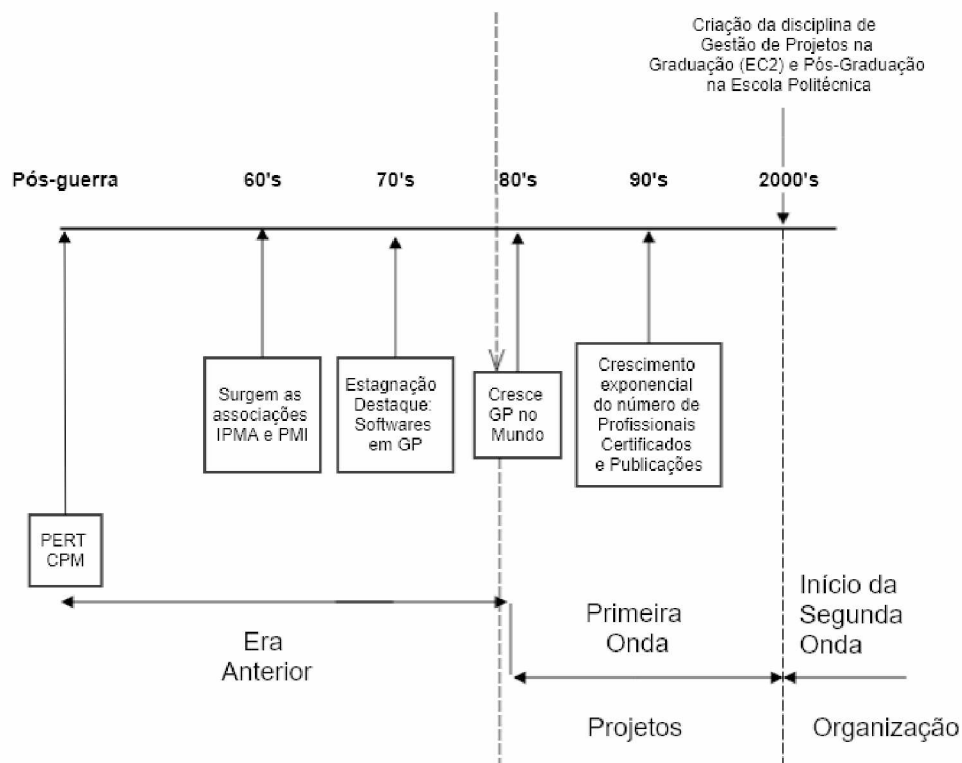 Criação da disciplina de
Gestão de Projetos na
Graduação (EC2) e Pós-Graduação
na Escola Politécnica
Pós-guerra
60's
70's
80's
90's
2000's
Surgem as
associações
IPMA e PMI
Estagnação
Destaque:
Softwares
em GP
Cresce
GP no
Mundo
Crescimento
exponencial
do número de
Profissionais
Certificados
e Publicações
PERT
CPM
Era
Anterior
Primeira
Onda
Início da
Segunda
Onda
Projetos
Organização